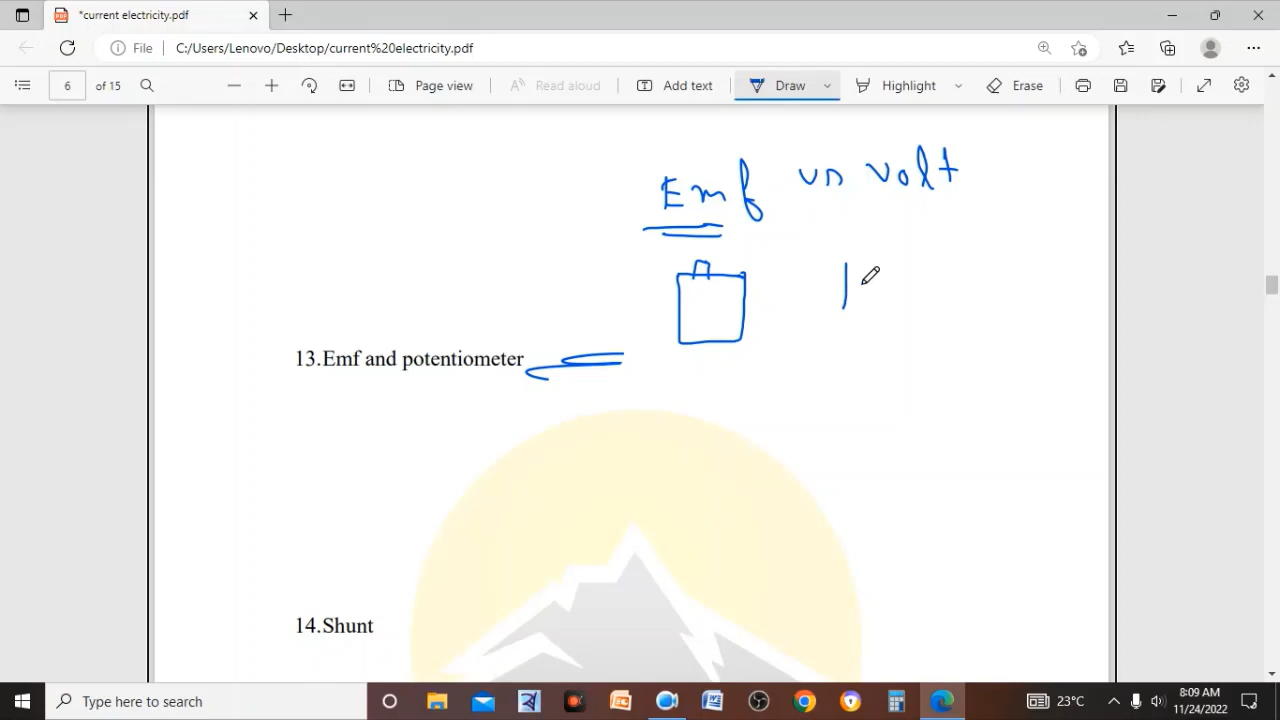 *current electricity.pdf
File C:/Users/Lenovo/Desktop/current%20electricity.pdf
6 of 15 Page view Read aloud Add text Draw Highlight Erase
Emf vs volt
13.Emf and potentiometer
14.Shunt
Type here to search 23°C 8:09 AM
11/24/2022